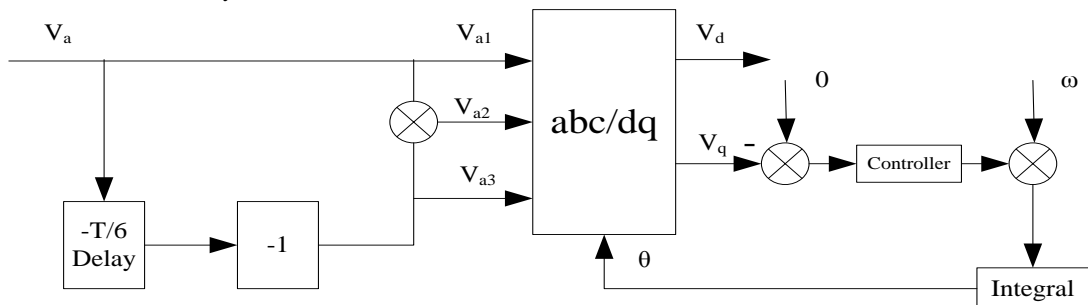 Va
Va1
Vd
0
ω
Va2
abc/dq
Vq
-
Controller
Va3
-T/6
Delay
-1
θ
Integral